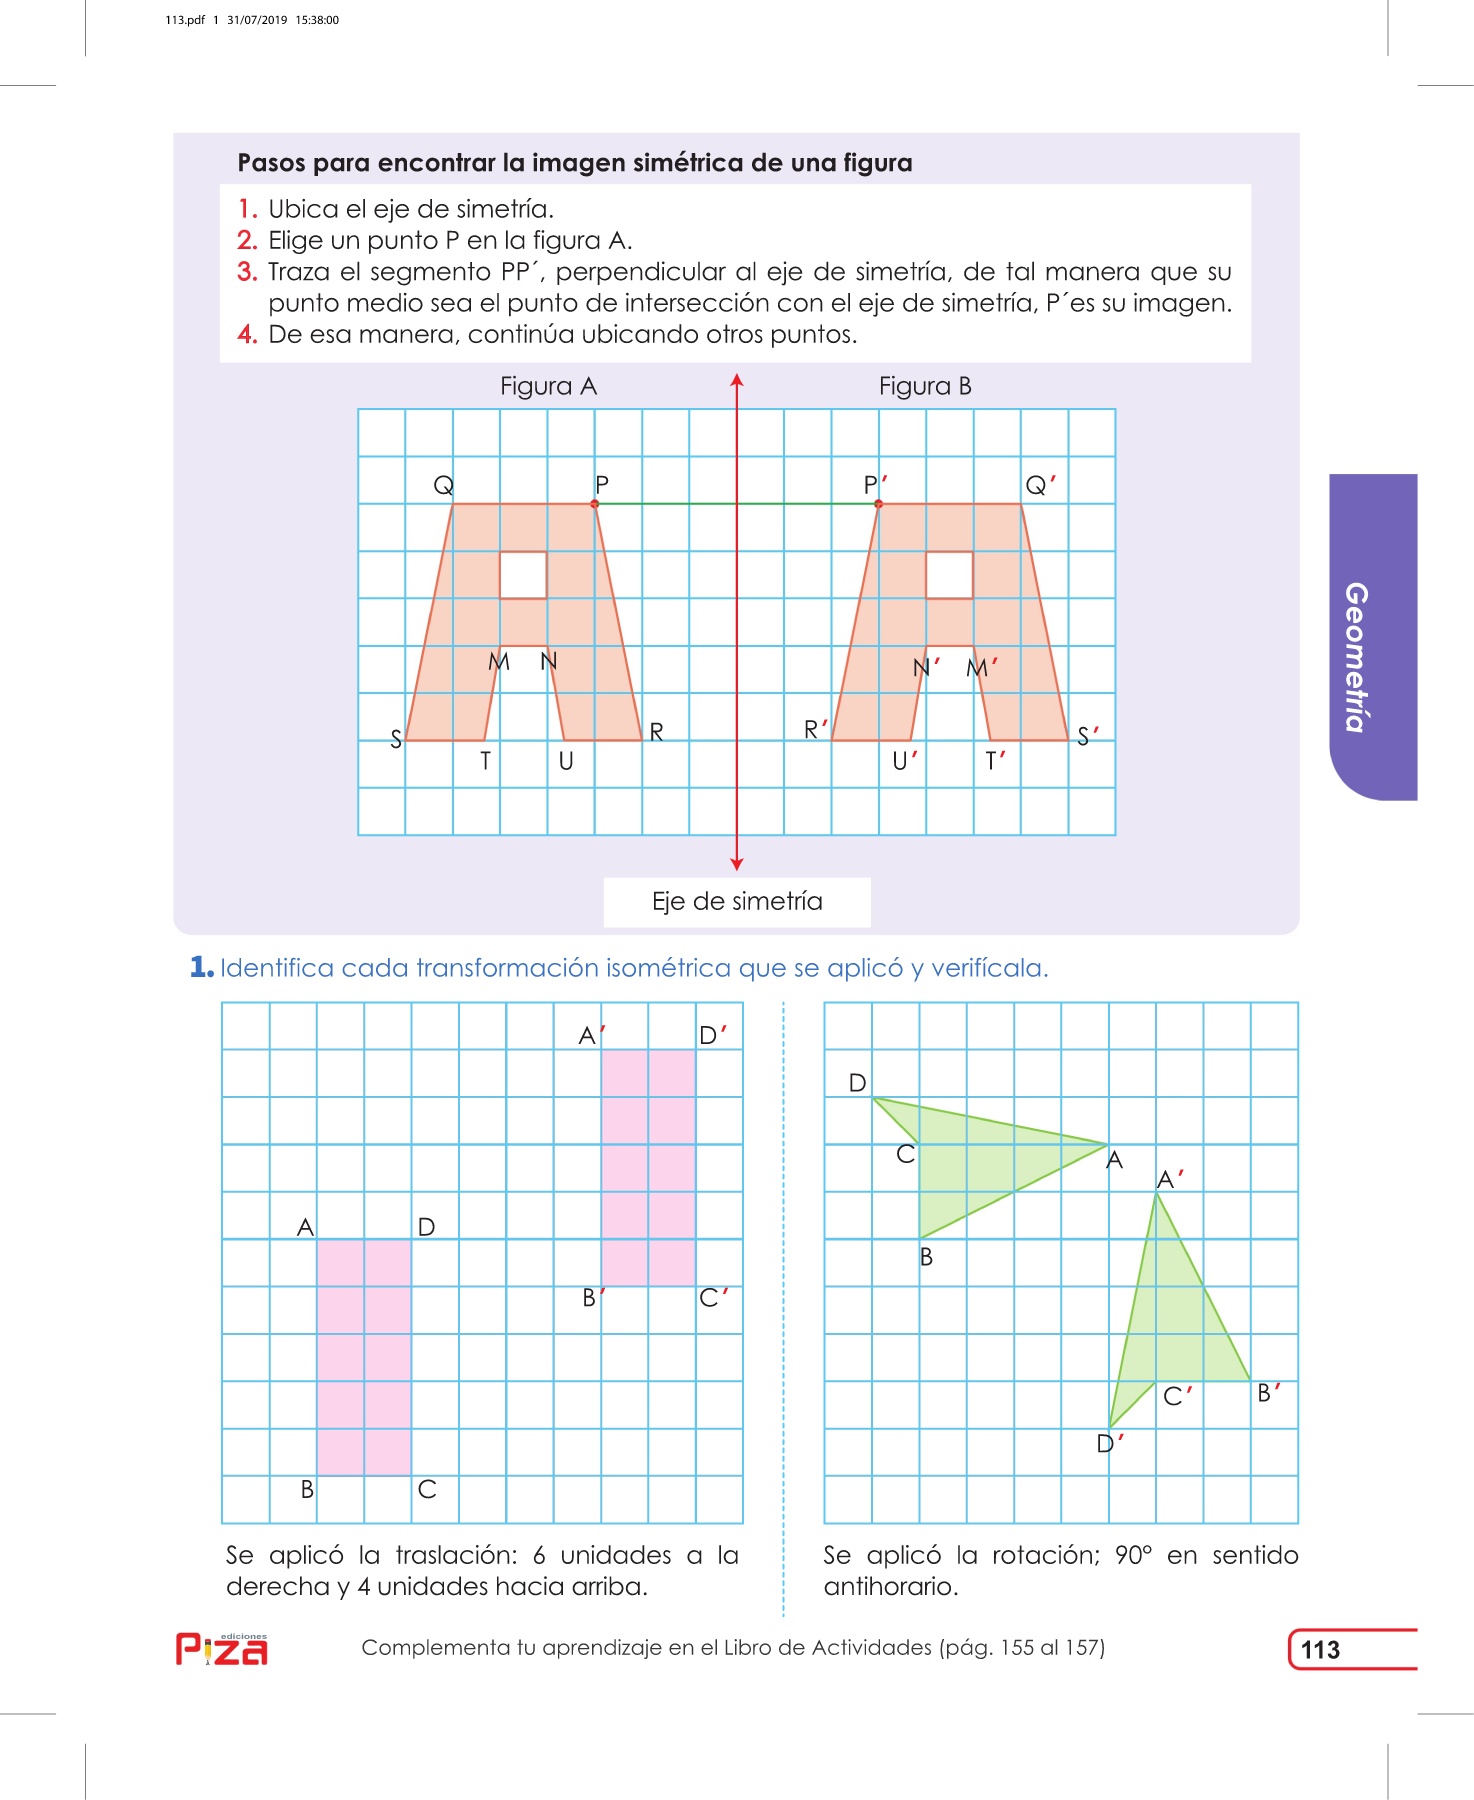 113.pdf 1 31/07/2019 15:38:00
Pasos para encontrar la imagen simétrica de una figura
1. Ubica el eje de simetría.
2. Elige un punto P en la figura A.
3. Traza el segmento PP´, perpendicular al eje de simetría, de tal manera que su
punto medio sea el punto de intersección con el eje de simetría, P´es su imagen.
4. De esa manera, continúa ubicando otros puntos.
Figura A Figura B
Q P P′ Q′
M N N′ M′
S R R′ S′
T U U′ T′
Eje de simetría
Geometría
1. Identifica cada transformación isométrica que se aplicó y verifícala.
A′ D′
A D
B′ C′
B C
D
C A
A′
B
C′ B′
D′
Se aplicó la traslación: 6 unidades a la
derecha y 4 unidades hacia arriba.
Se aplicó la rotación; 90° en sentido
antihorario.
ediciones
Piza
Complementa tu aprendizaje en el Libro de Actividades (pág. 155 al 157)
113